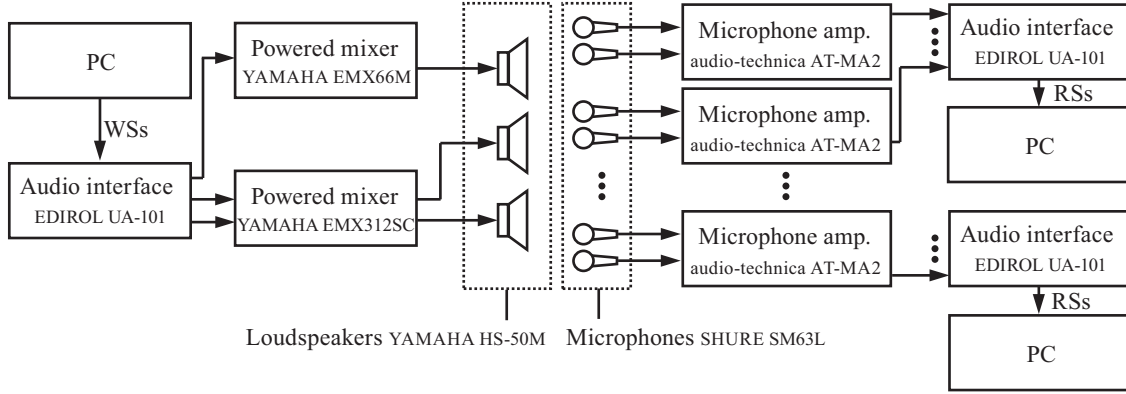 PC
WSs
Audio interface
EDIROL UA-101
Powered mixer
YAMAHA EMX66M
Powered mixer
YAMAHA EMX312SC
Loudspeakers YAMAHA HS-50M
Microphones SHURE SM63L
Microphone amp.
audio-technica AT-MA2
Microphone amp.
audio-technica AT-MA2
Microphone amp.
audio-technica AT-MA2
Audio interface
EDIROL UA-101
RSs
PC
Audio interface
EDIROL UA-101
RSs
PC